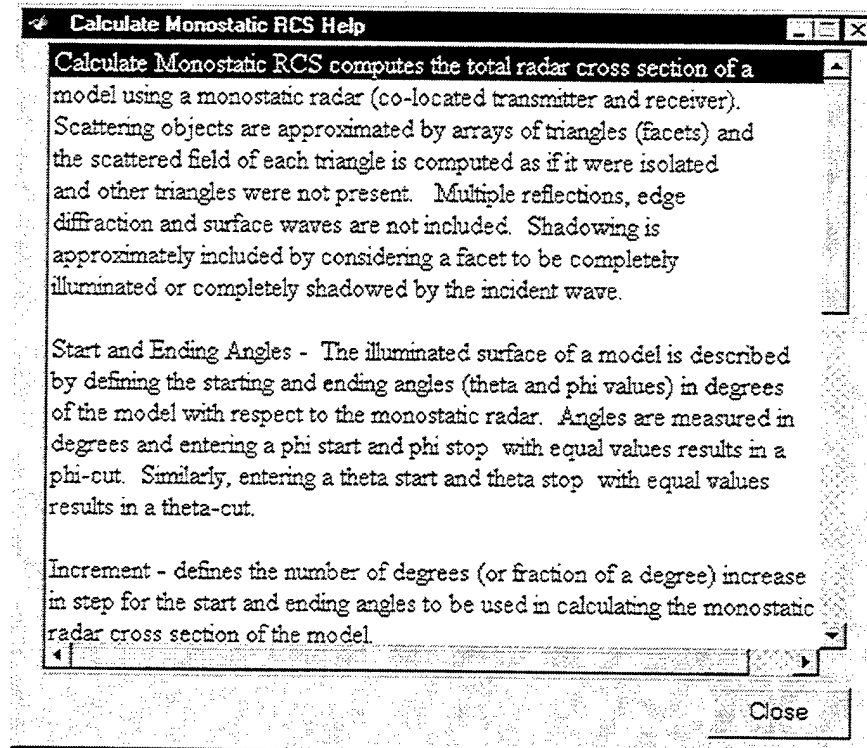 Calculate Monostatic RCS Help
Calculate Monostatic RCS computes the total radar cross section of a
model using a monostatic radar (co-located transmitter and receiver).
Scattering objects are approximated by arrays of triangles (facets) and
the scattered field of each triangle is computed as if it were isolated
and other triangles were not present.   Multiple reflections, edge
diffraction and surface waves are not included.  Shadowing is
approximately included by considering a facet to be completely
illuminated or completely shadowed by the incident wave.
Start and Ending Angles -  The illuminated surface of a model is described
by defining the starting and ending angles (theta and phi values) in degrees
of the model with respect to the monostatic radar.  Angles are measured in
degrees and entering a phi start and phi stop  with equal values results in a
phi-cut.  Similarly, entering a theta start and theta stop  with equal values
results in a theta-cut.
Increment - defines the number of degrees (or fraction of a degree) increase
in step for the start and ending angles to be used in calculating the monostatic
radar cross section of the model.
Close